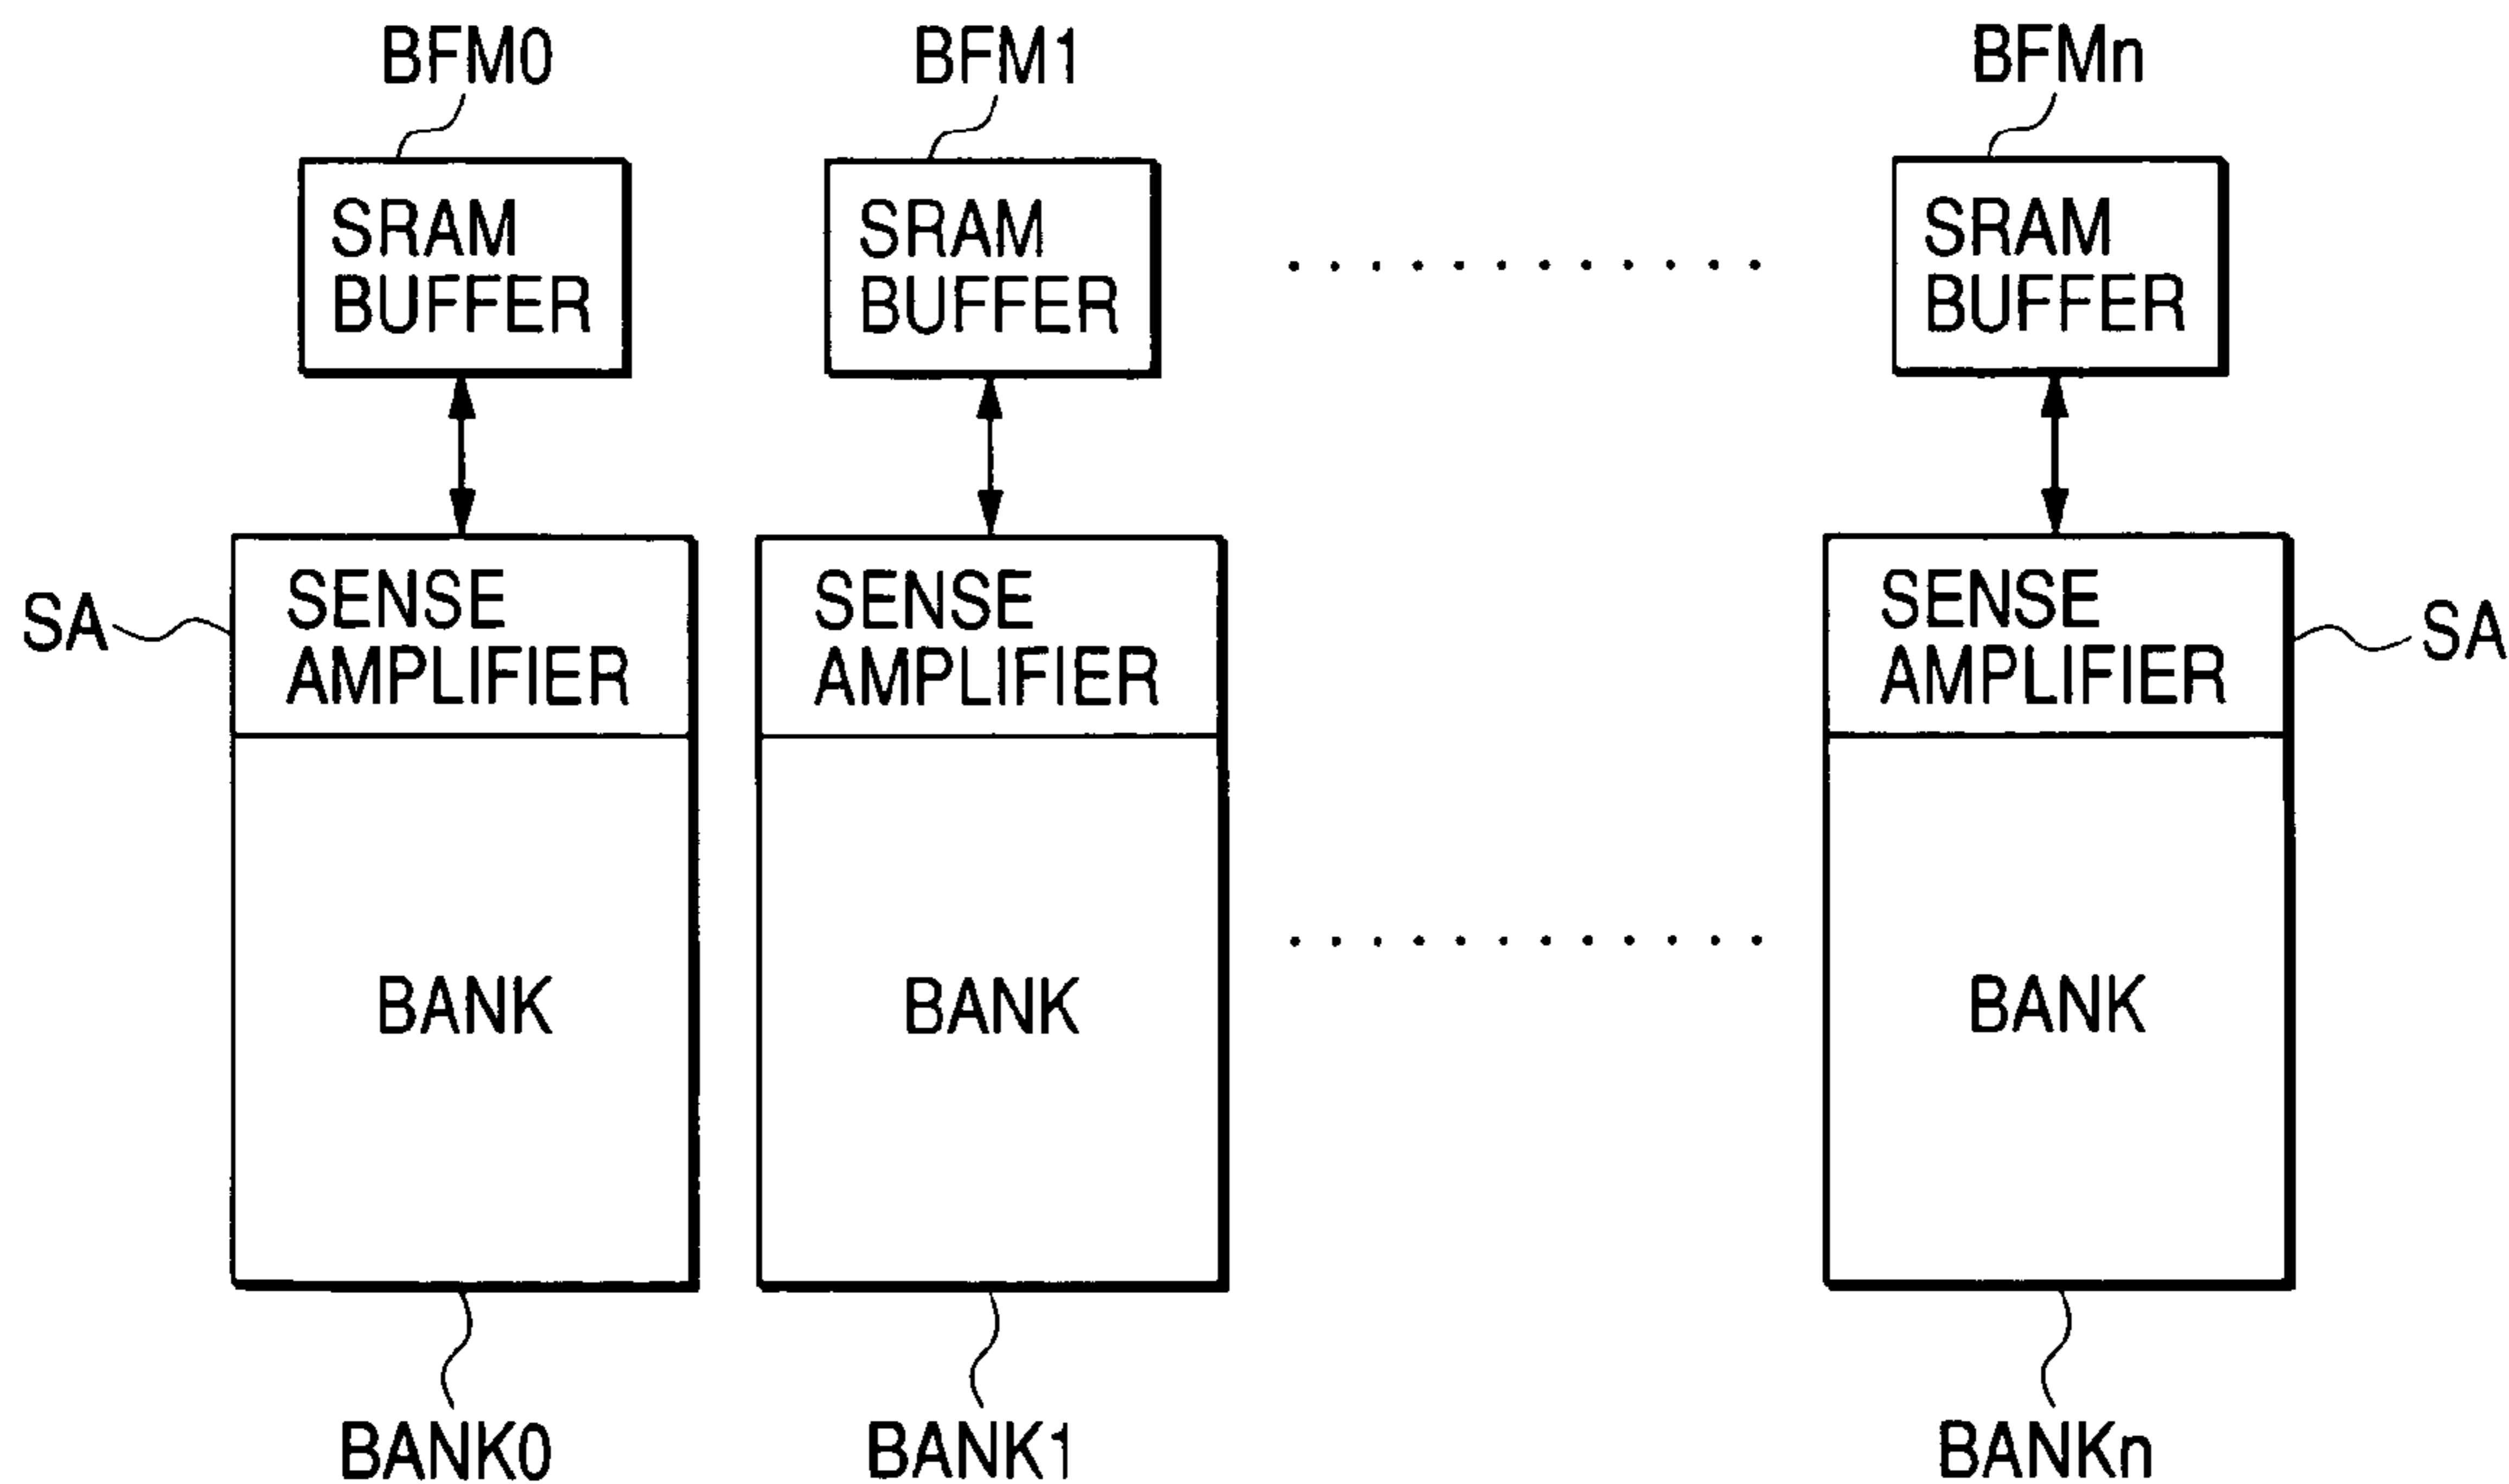 BFM0
BFM1
BFMn
SRAM
BUFFER
SRAM
BUFFER
SRAM
BUFFER
SA
SENSE
AMPLIFIER
SENSE
AMPLIFIER
SENSE
AMPLIFIER
SA
BANK
BANK
BANK
BANK0
BANK1
BANKn